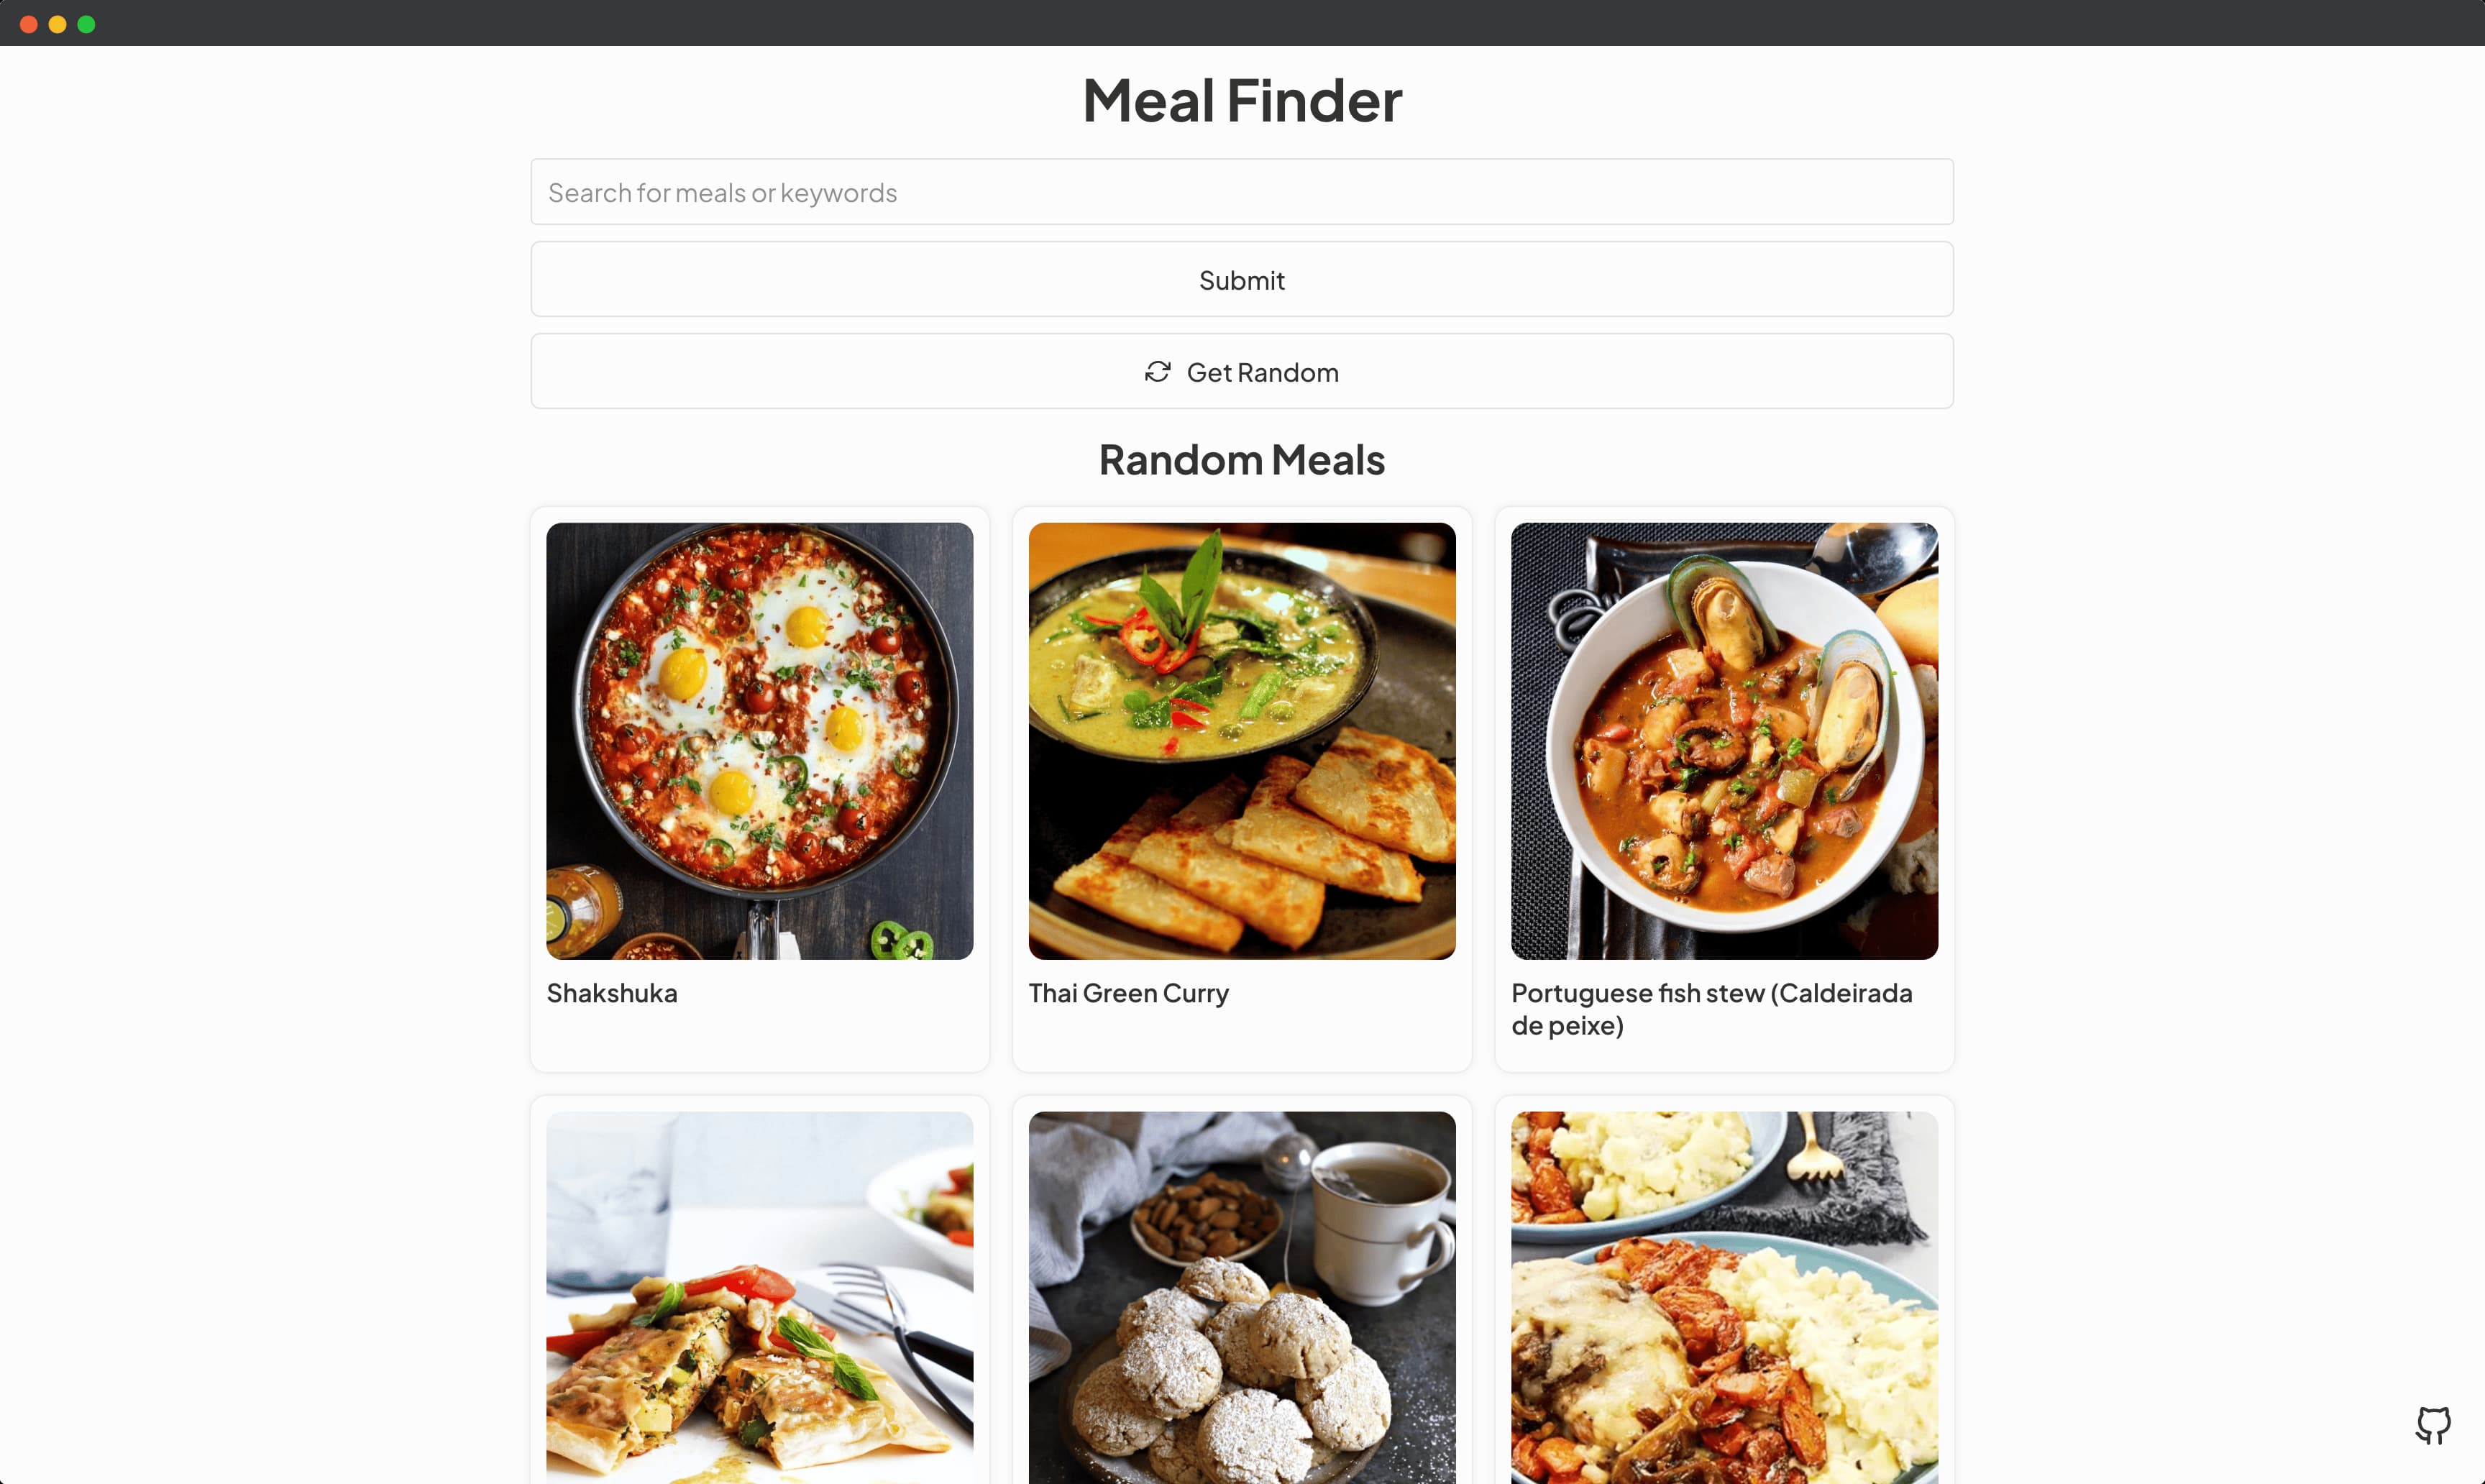 Meal Finder
Search for meals or keywords
Submit
Get Random
Random Meals
Shakshuka
Thai Green Curry
Portuguese fish stew (Caldeirada
de peixe)